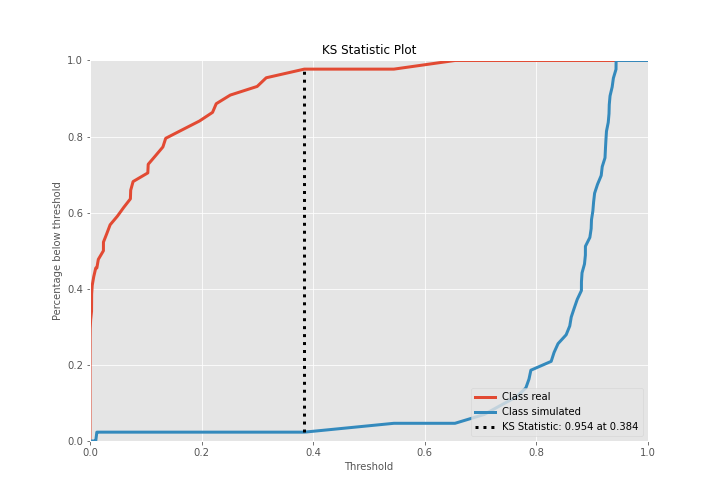 KS Statistic Plot
1.0
0.8
0.6
0.4
0.2
0.0
Percentage below threshold
Class real
Class simulated
KS Statistic: 0.954 at 0.384
0.0 0.2 0.4 0.6 0.8 1.0
Threshold